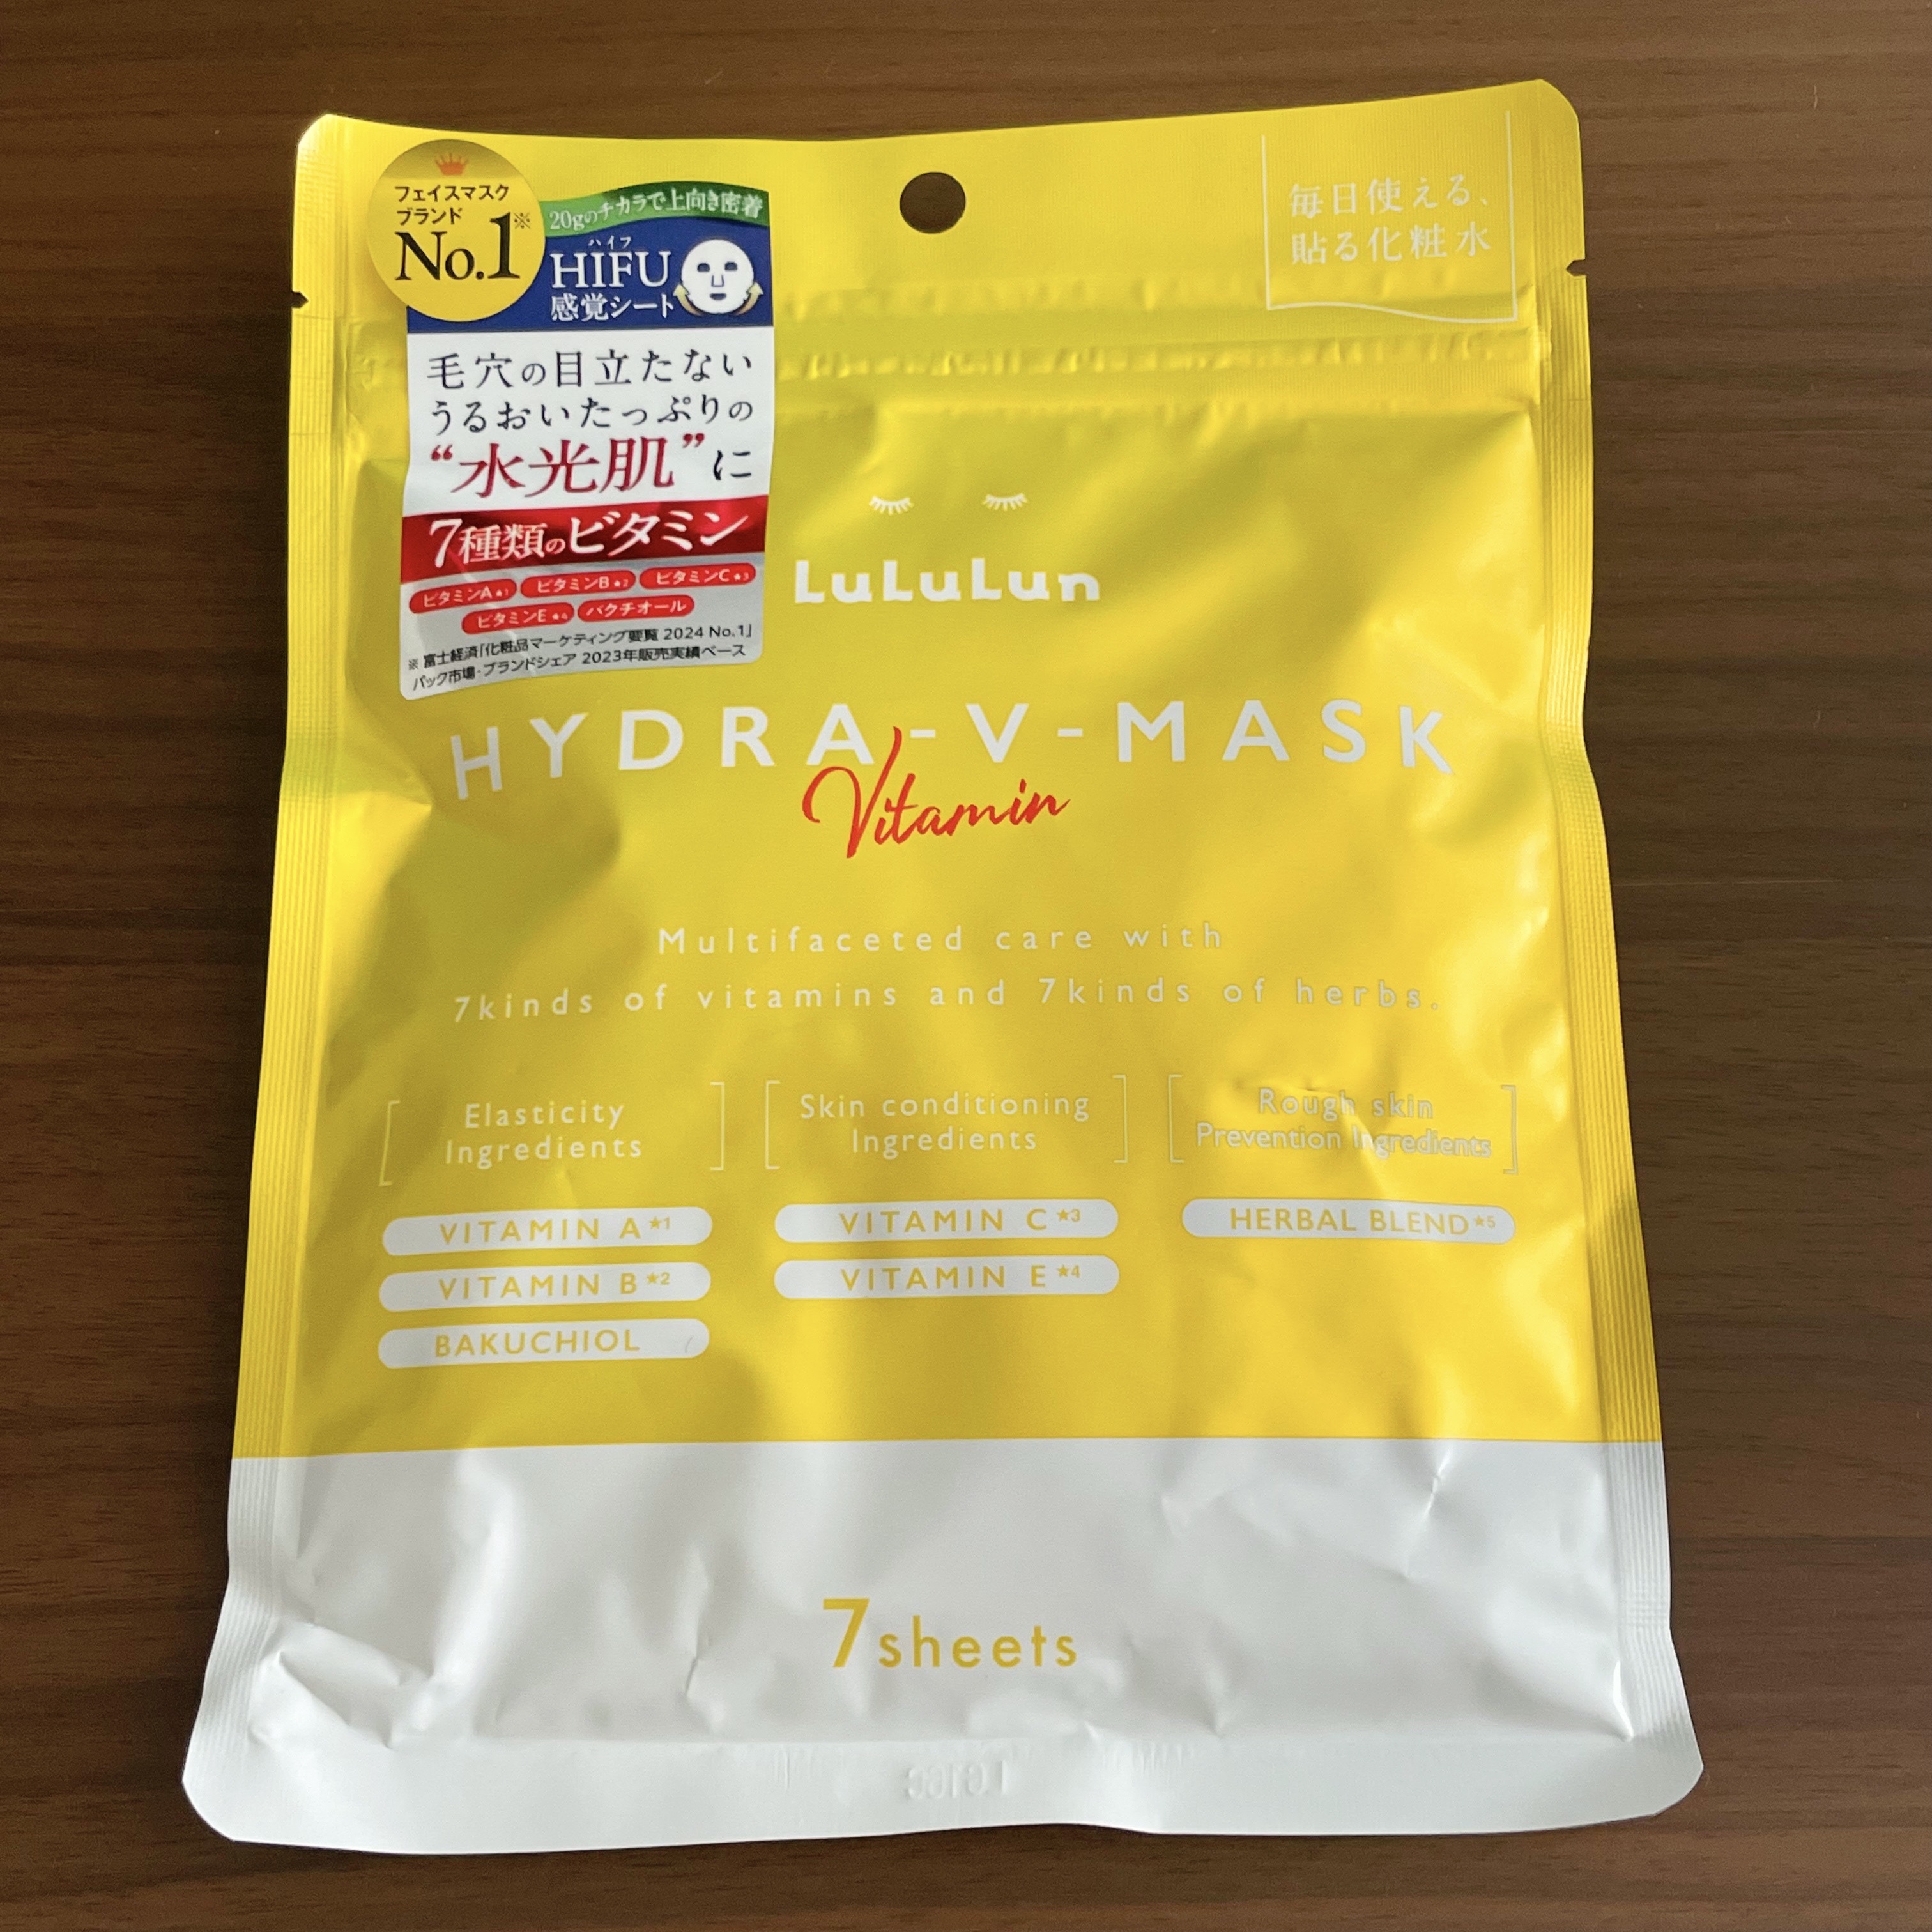 フェイスマスク
ブランド
No.1※
20gのチカラで上向き密着
ハイフ
HIFU
感覚シート
毛穴の目立たない
うるおいたっぷりの
“水光肌”に
7種類のビタミン
ビタミンA★1 ビタミンB★2 ビタミンC★3
ビタミンE★4 バクチオール
※ 富士経済「化粧品マーケティング要覧 2024 No.1」
パック市場・ブランドシェア 2023年販売実績ベース
毎日使える、
貼る化粧水
LuLuLun
HYDRA-V-MASK
Vitamin
Multifaceted care with
7kinds of vitamins and 7kinds of herbs.
Elasticity
Ingredients
VITAMIN A★1
VITAMIN B★2
BAKUCHIOL
Skin conditioning
Ingredients
VITAMIN C★3
VITAMIN E★4
Rough skin
Prevention Ingredients
HERBAL BLEND★5
7sheets